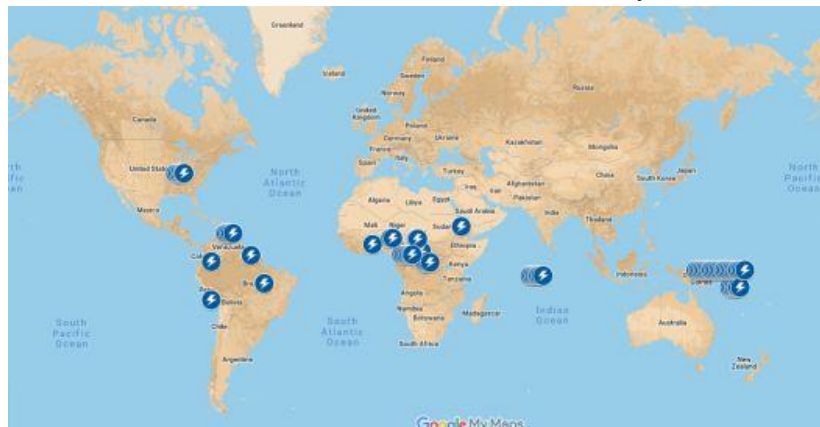 Greenland
Iceland
Finland
Sweden
Norway
Russia
Canada
United
Kingdom
Poland
Germany
Ukraine
France
Kazakhstan
Mongolia
Spain
Italy
Turkey
United States
North
Atlantic
Ocean
Afghanistan
China
South Korea
Japan
North
Pacific
Ocean
Iraq
Iran
Pakistan
Algeria
Libya
Egypt
Saudi Arabia
India
Mexico
Mali
Niger
Sudan
Thailand
Venezuela
Ethiopia
Kenya
Indonesia
Tanzania
Bolivia
Angola
Namibia
Botswana
Madagascar
Indian
Ocean
Chile
South
Pacific
Ocean
South
Atlantic
Ocean
Australia
South Africa
Argentina
New
Zealand
Google My Maps